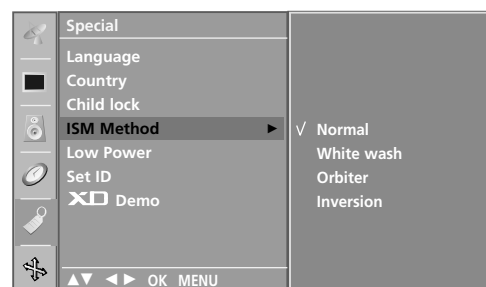 Special
Language
Country
Child lock
ISM Method ►
Low Power
Set ID
XD Demo
▲▼ ◄► OK MENU
√ Normal
White wash
Orbiter
Inversion